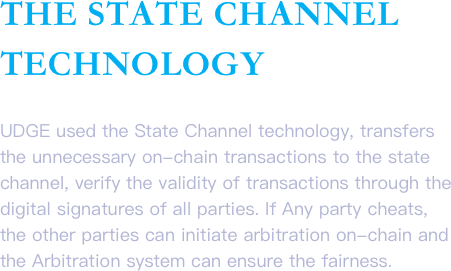 THE STATE CHANNEL
TECHNOLOGY
UDGE used the State Channel technology, transfers
the unnecessary on-chain transactions to the state
channel, verify the validity of transactions through the
digital signatures of all parties. If Any party cheats,
the other parties can initiate arbitration on-chain and
the Arbitration system can ensure the fairness.